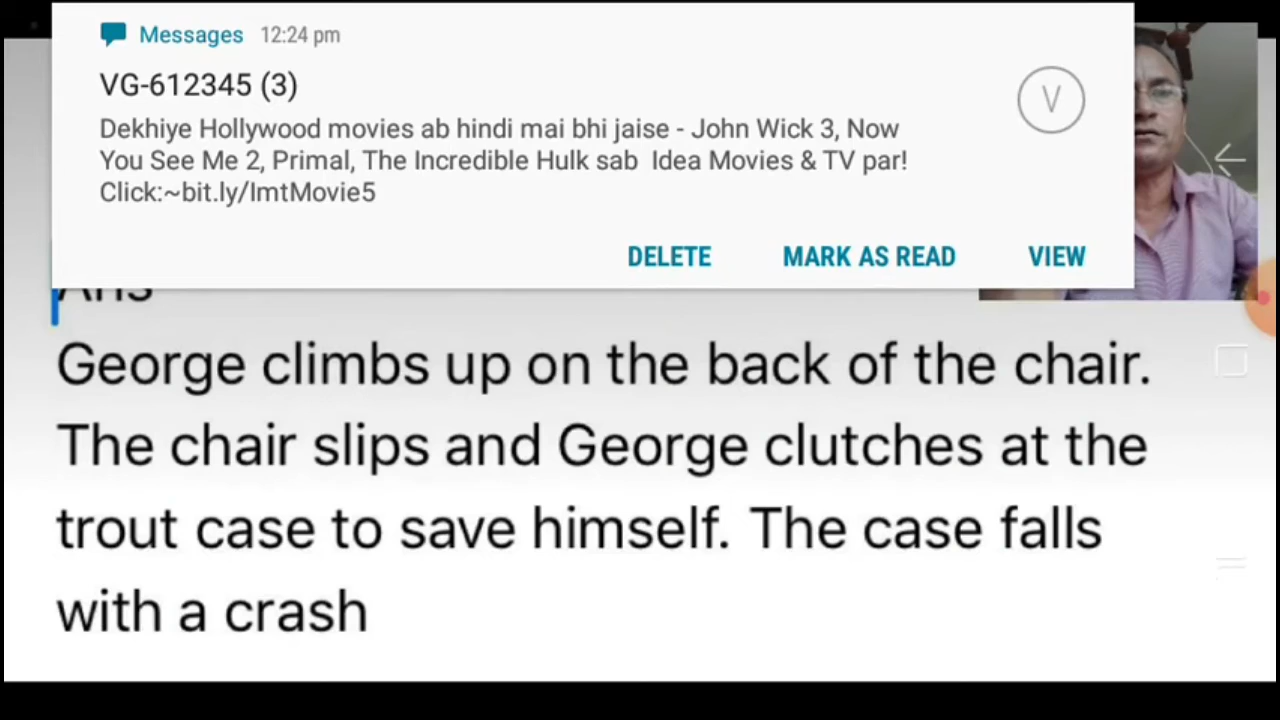 Messages 12:24 pm
VG-612345 (3)
V
Dekhiye Hollywood movies ab hindi mai bhi jaise - John Wick 3, Now
You See Me 2, Primal, The Incredible Hulk sab Idea Movies & TV par!
Click:~bit.ly/ImtMovie5
DELETE MARK AS READ VIEW
Ans
George climbs up on the back of the chair.
The chair slips and George clutches at the
trout case to save himself. The case falls
with a crash